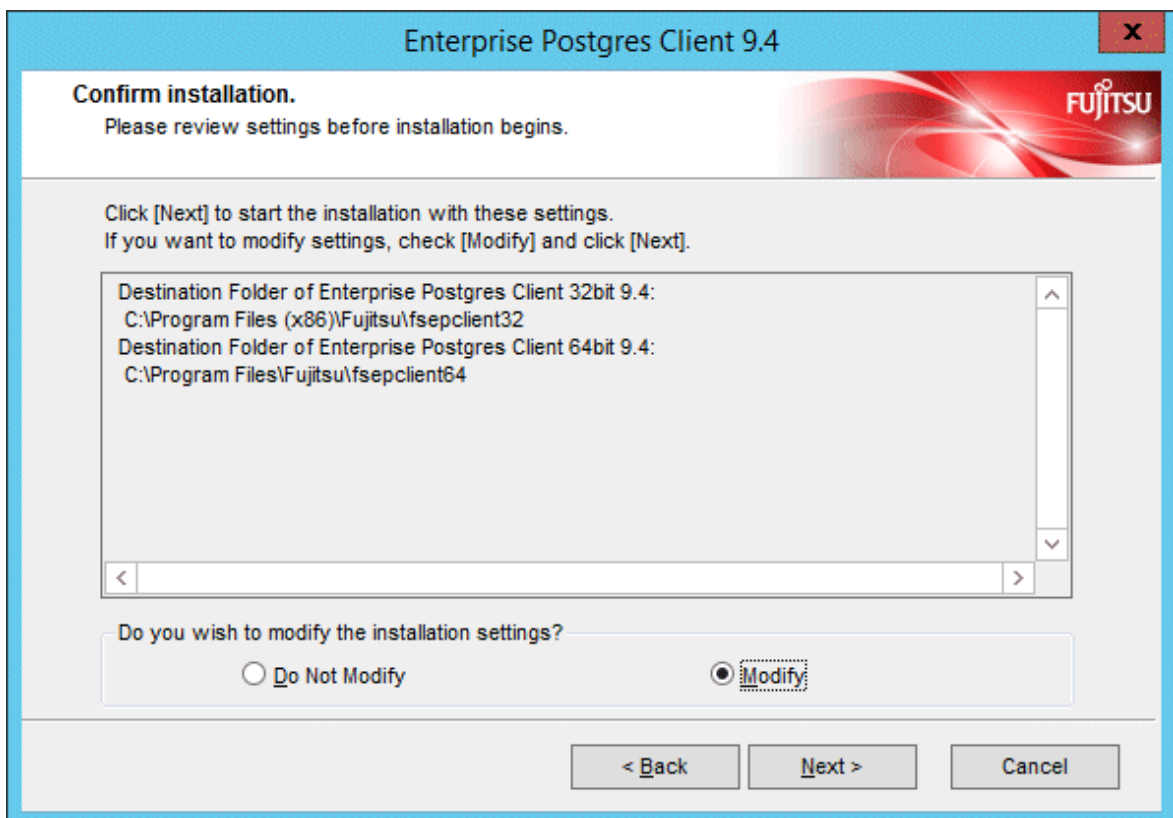 Enterprise Postgres Client 9.4
x
Confirm installation.
Please review settings before installation begins.
FUJITSU
Click [Next] to start the installation with these settings.
If you want to modify settings, check [Modify] and click [Next].
Destination Folder of Enterprise Postgres Client 32bit 9.4:
C:\Program Files (x86)\Fujitsu\fsepclient32
Destination Folder of Enterprise Postgres Client 64bit 9.4:
C:\Program Files\Fujitsu\fsepclient64
Do you wish to modify the installation settings?
Do Not Modify
Modify
< Back
Next >
Cancel